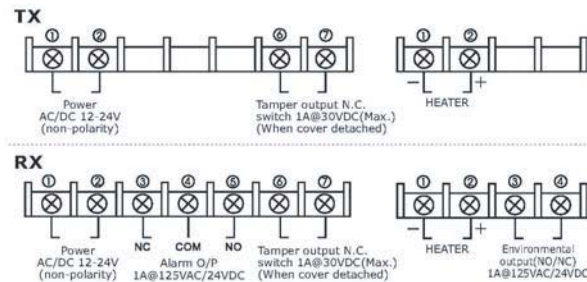 TX
① ② ⑥ ⑦ ① ②
Power
AC/DC 12-24V
(non-polarity)
Tamper output N.C.
switch 1A@30VDC(Max.)
(When cover detached)
− +
HEATER
RX
① ② ③ ④ ⑤ ⑥ ⑦ ① ② ③ ④
Power
AC/DC 12-24V
(non-polarity)
NC COM NO
Alarm O/P
1A@125VAC/24VDC
Tamper output N.C.
switch 1A@30VDC(Max.)
(When cover detached)
− +
HEATER
Environmental
output(NO/NC)
1A@125VAC/24VDC